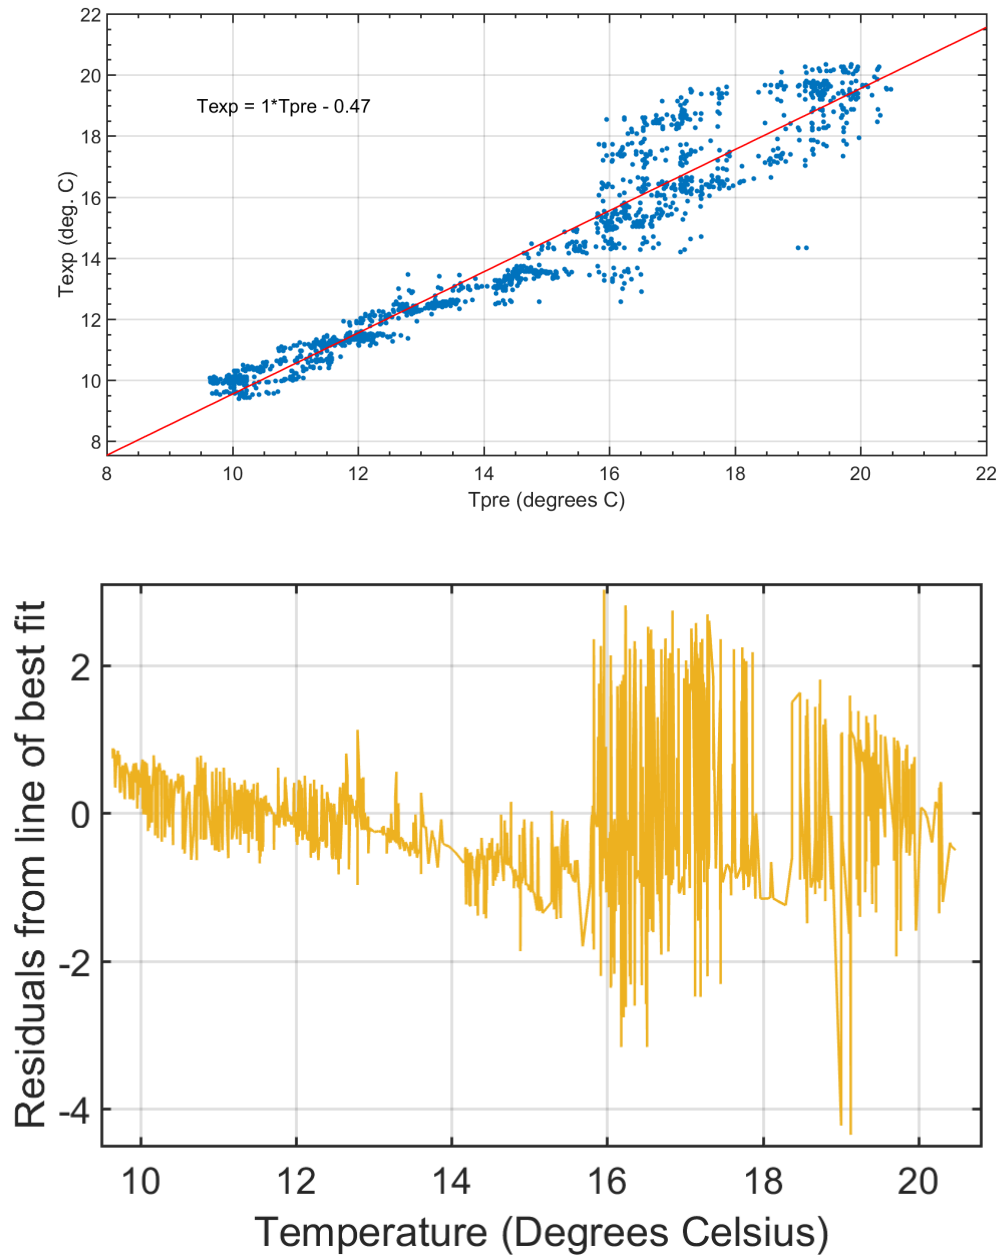 22
20
18
16
14
12
10
8
Texp (deg. C)
Texp = 1*Tpre - 0.47
8 10 12 14 16 18 20 22
Tpre (degrees C)
Residuals from line of best fit
2
0
-2
-4
10 12 14 16 18 20
Temperature (Degrees Celsius)